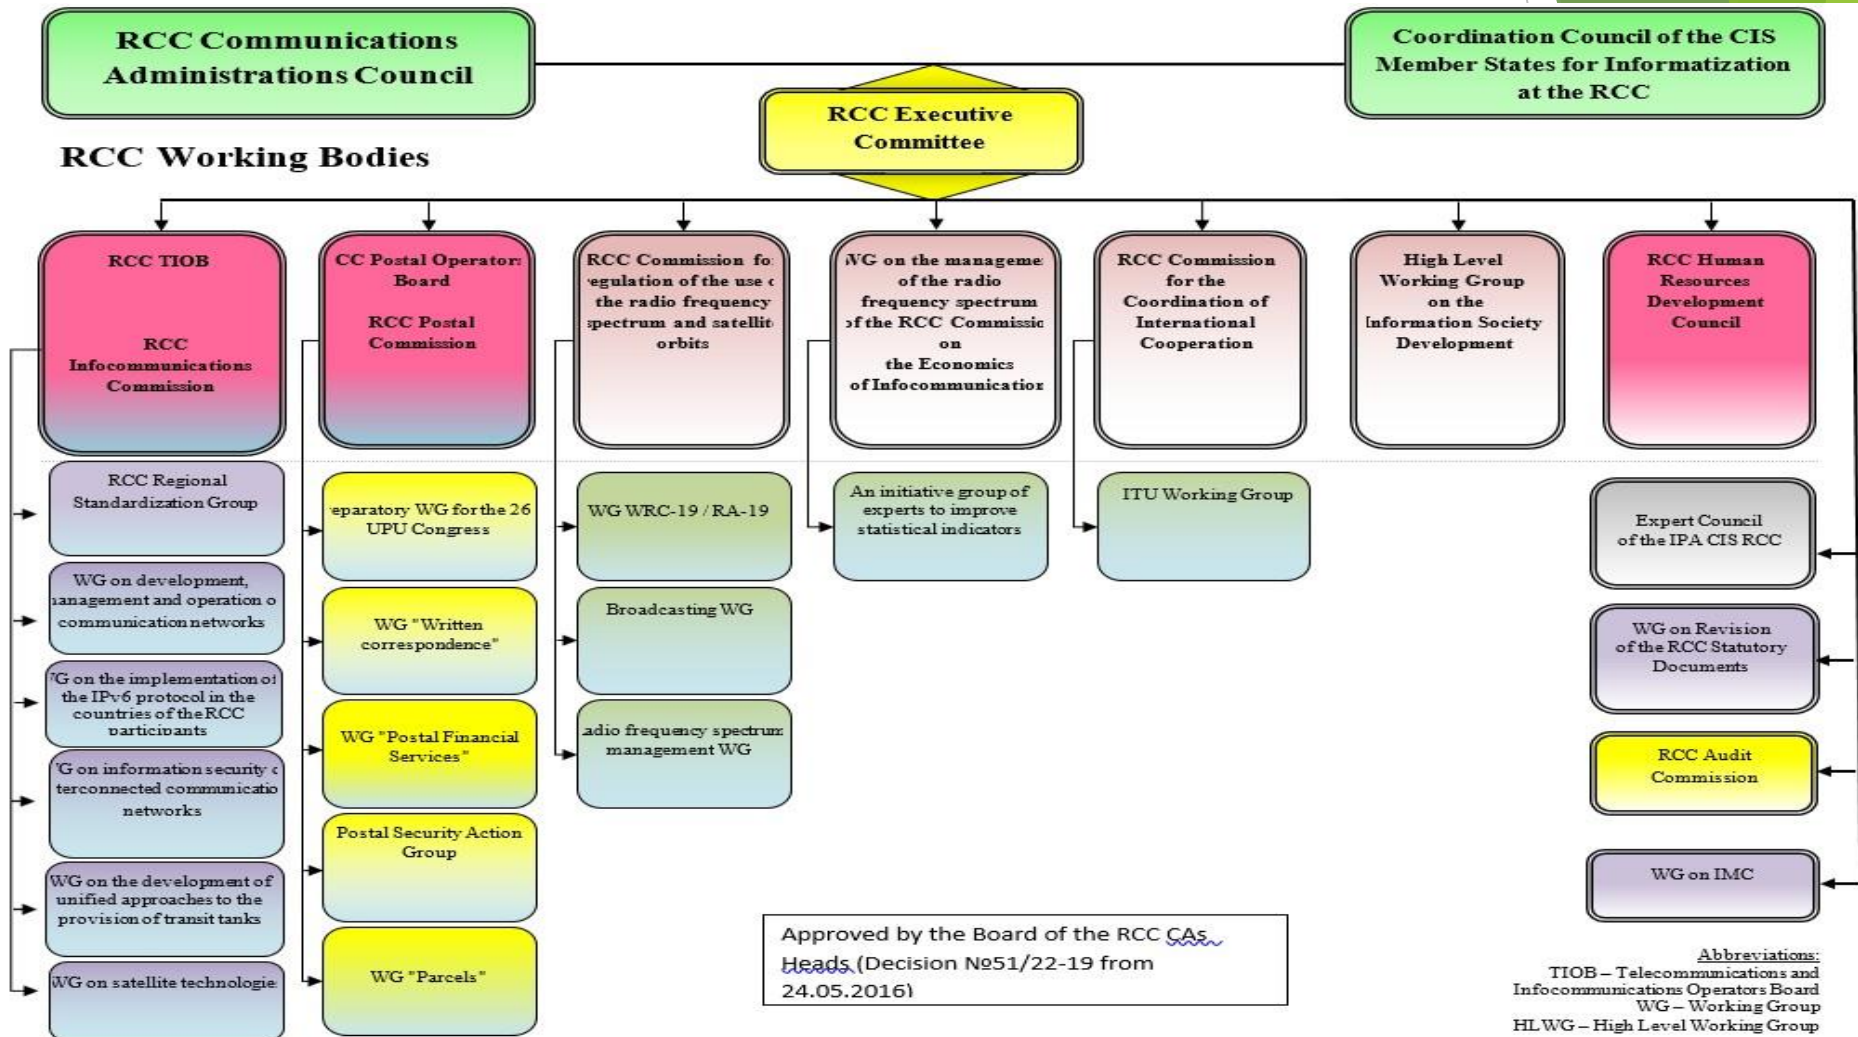 RCC Communications
Administrations Council
Coordination Council of the CIS
Member States for Informatization
at the RCC
RCC Executive
Committee
RCC Working Bodies
RCC TIOB
RCC
Infocommunications
Commission
CC Postal Operators
Board
RCC Postal
Commission
RCC Commission fo
egulation of the use o
the radio frequency
spectrum and satellit
orbits
WG on the manageme
of the radio
frequency spectrum
of the RCC Commissio
on
the Economics
of Infocommunication
RCC Commission
for the
Coordination of
International
Cooperation
High Level
Working Group
on the
Information Society
Development
RCC Human
Resources
Development
Council
RCC Regional
Standardization Group
WG on development,
anagement and operation o
communication networks
WG on the implementation of
the IPv6 protocol in the
countries of the RCC
participants
WG on information security o
terconnected communicatio
networks
WG on the development of
unified approaches to the
provision of transit tanks
WG on satellite technologie
reparatory WG for the 26
UPU Congress
WG "Written
correspondence"
WG "Postal Financial
Services"
Postal Security Action
Group
WG "Parcels"
WG WRC-19 / RA-19
Broadcasting WG
adio frequency spectrum
management WG
An initiative group of
experts to improve
statistical indicators
ITU Working Group
Expert Council
of the IPA CIS RCC
WG on Revision
of the RCC Statutory
Documents
RCC Audit
Commission
WG on IMC
Approved by the Board of the RCC CAs
Heads (Decision №51/22-19 from
24.05.2016)
Abbreviations:
TIOB – Telecommunications and
Infocommunications Operators Board
WG – Working Group
HLWG – High Level Working Group